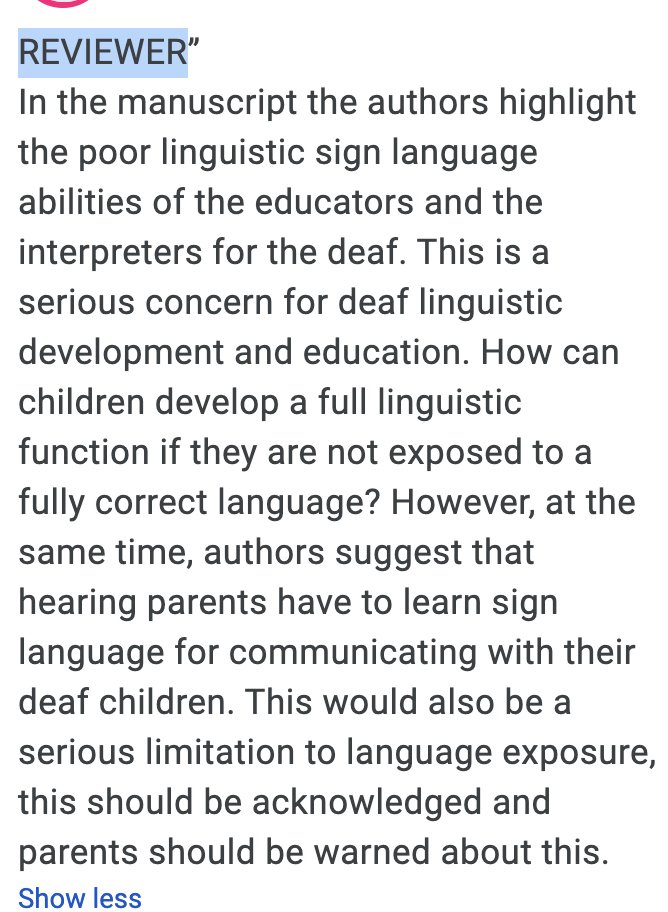 REVIEWER”
In the manuscript the authors highlight
the poor linguistic sign language
abilities of the educators and the
interpreters for the deaf. This is a
serious concern for deaf linguistic
development and education. How can
children develop a full linguistic
function if they are not exposed to a
fully correct language? However, at the
same time, authors suggest that
hearing parents have to learn sign
language for communicating with their
deaf children. This would also be a
serious limitation to language exposure,
this should be acknowledged and
parents should be warned about this.
Show less